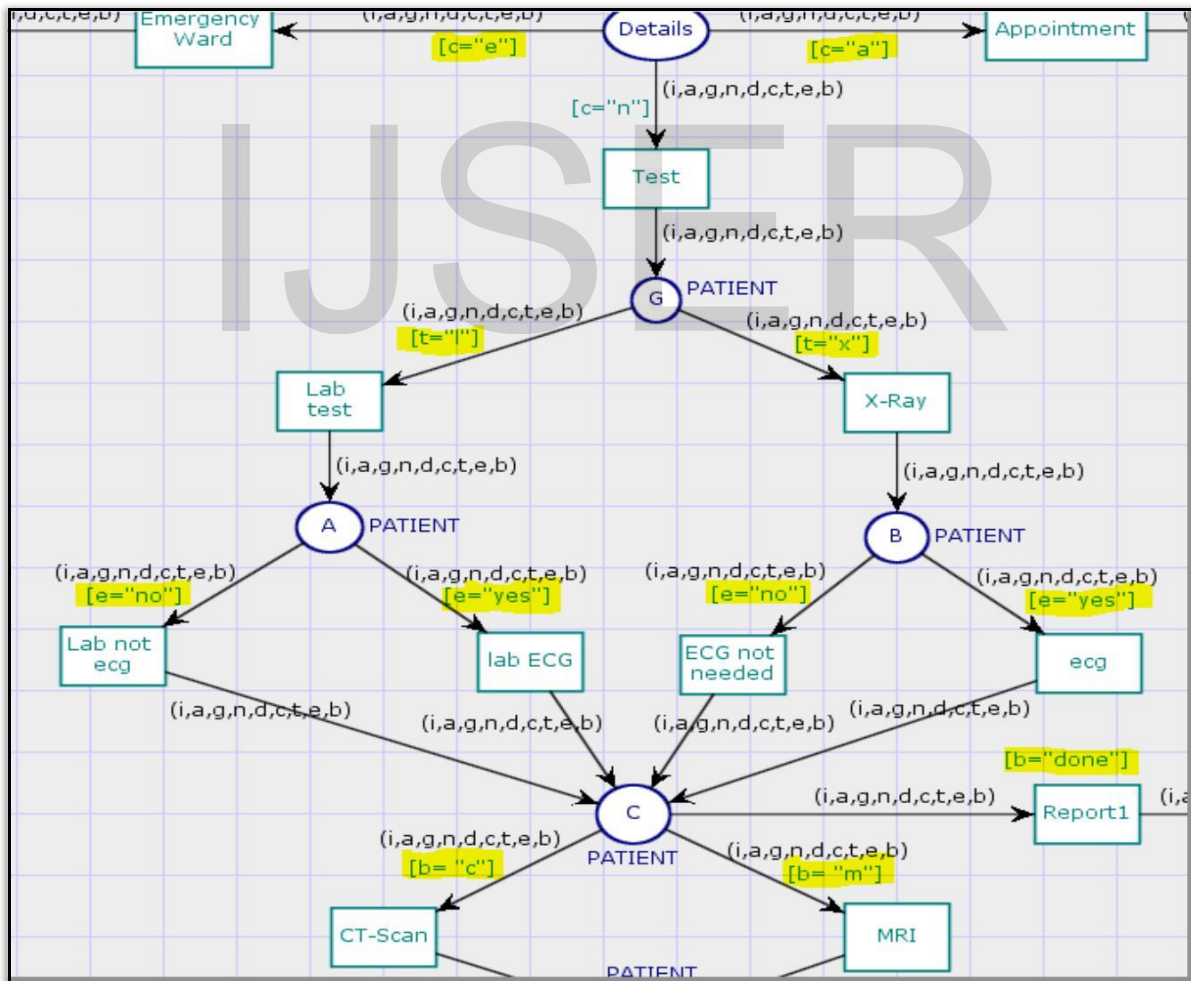 (i,a,g,n,d,c,t,e,b)
(i,a,g,n,d,c,t,e,b)
Emergency
Ward
Details
Appointment
[c="e"]
[c="a"]
(i,a,g,n,d,c,t,e,b)
[c="n"]
IJSER
Test
(i,a,g,n,d,c,t,e,b)
G
PATIENT
(i,a,g,n,d,c,t,e,b)
[t="l"]
(i,a,g,n,d,c,t,e,b)
[t="x"]
Lab
test
X-Ray
(i,a,g,n,d,c,t,e,b)
(i,a,g,n,d,c,t,e,b)
A
PATIENT
B
PATIENT
(i,a,g,n,d,c,t,e,b)
[e="no"]
(i,a,g,n,d,c,t,e,b)
[e="yes"]
(i,a,g,n,d,c,t,e,b)
[e="no"]
(i,a,g,n,d,c,t,e,b)
[e="yes"]
Lab not
ecg
lab ECG
ECG not
needed
ecg
(i,a,g,n,d,c,t,e,b)
(i,a,g,n,d,c,t,e,b)
(i,a,g,n,d,c,t,e,b)
(i,a,g,n,d,c,t,e,b)
[b="done"]
(i,a,g,n,d,c,t,e,b)
Report1
C
PATIENT
(i,a,g,n,d,c,t,e,b)
[b= "c"]
(i,a,g,n,d,c,t,e,b)
[b= "m"]
CT-Scan
MRI
PATIENT